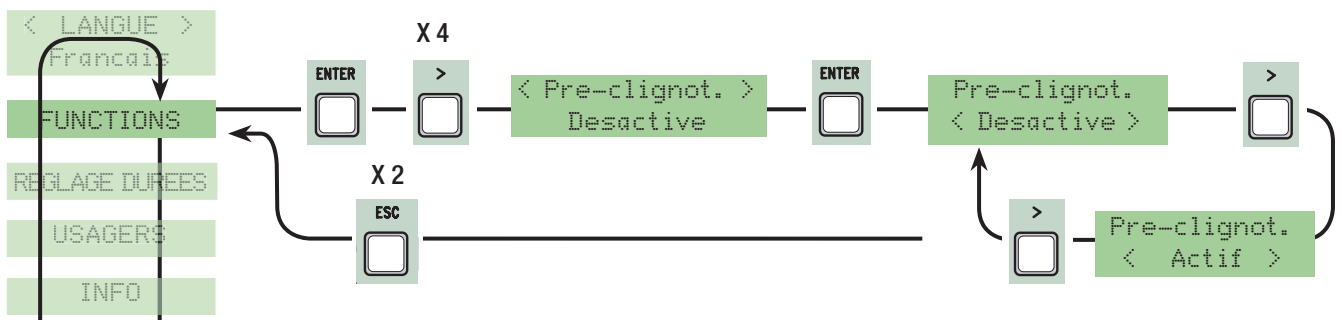 < LANGUE >
Francais
FUNCTIONS
REGLAGE DUREES
USAGERS
INFO
ENTER
X 4
>
< Pre-clignot. >
Desactive
ENTER
Pre-clignot.
< Desactive >
>
X 2
ESC
>
Pre-clignot.
< Actif >